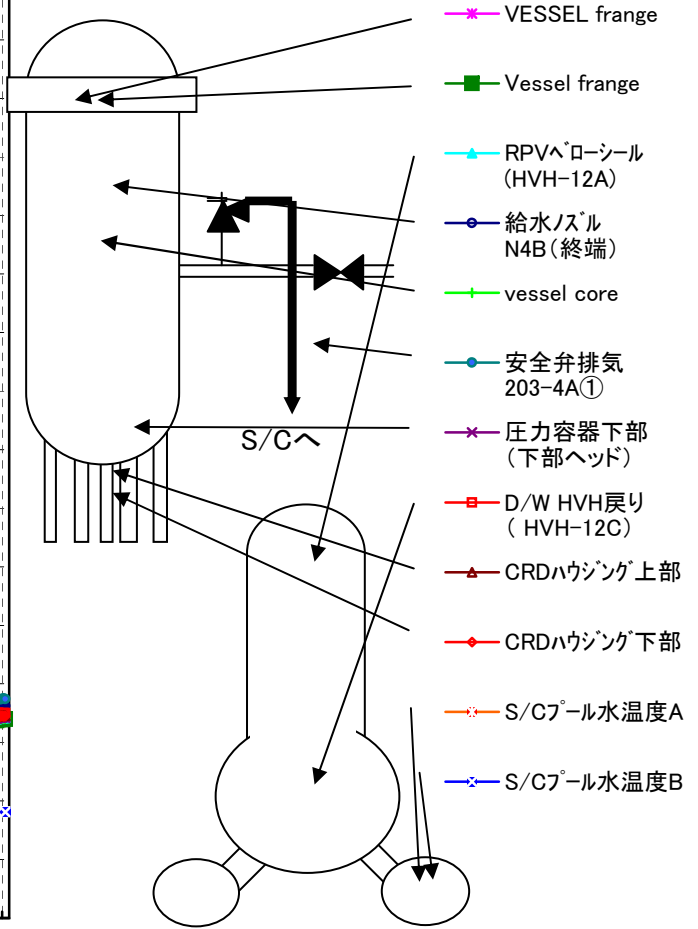 VESSEL frange
Vessel frange
RPVベローシール
(HVH-12A)
給水ノズル
N4B(終端)
vessel core
安全弁排気
203-4A①
圧力容器下部
(下部ヘッド)
D/W HVH戻り
( HVH-12C)
CRDハウジング上部
CRDハウジング下部
S/Cプール水温度A
S/Cプール水温度B
S/Cへ